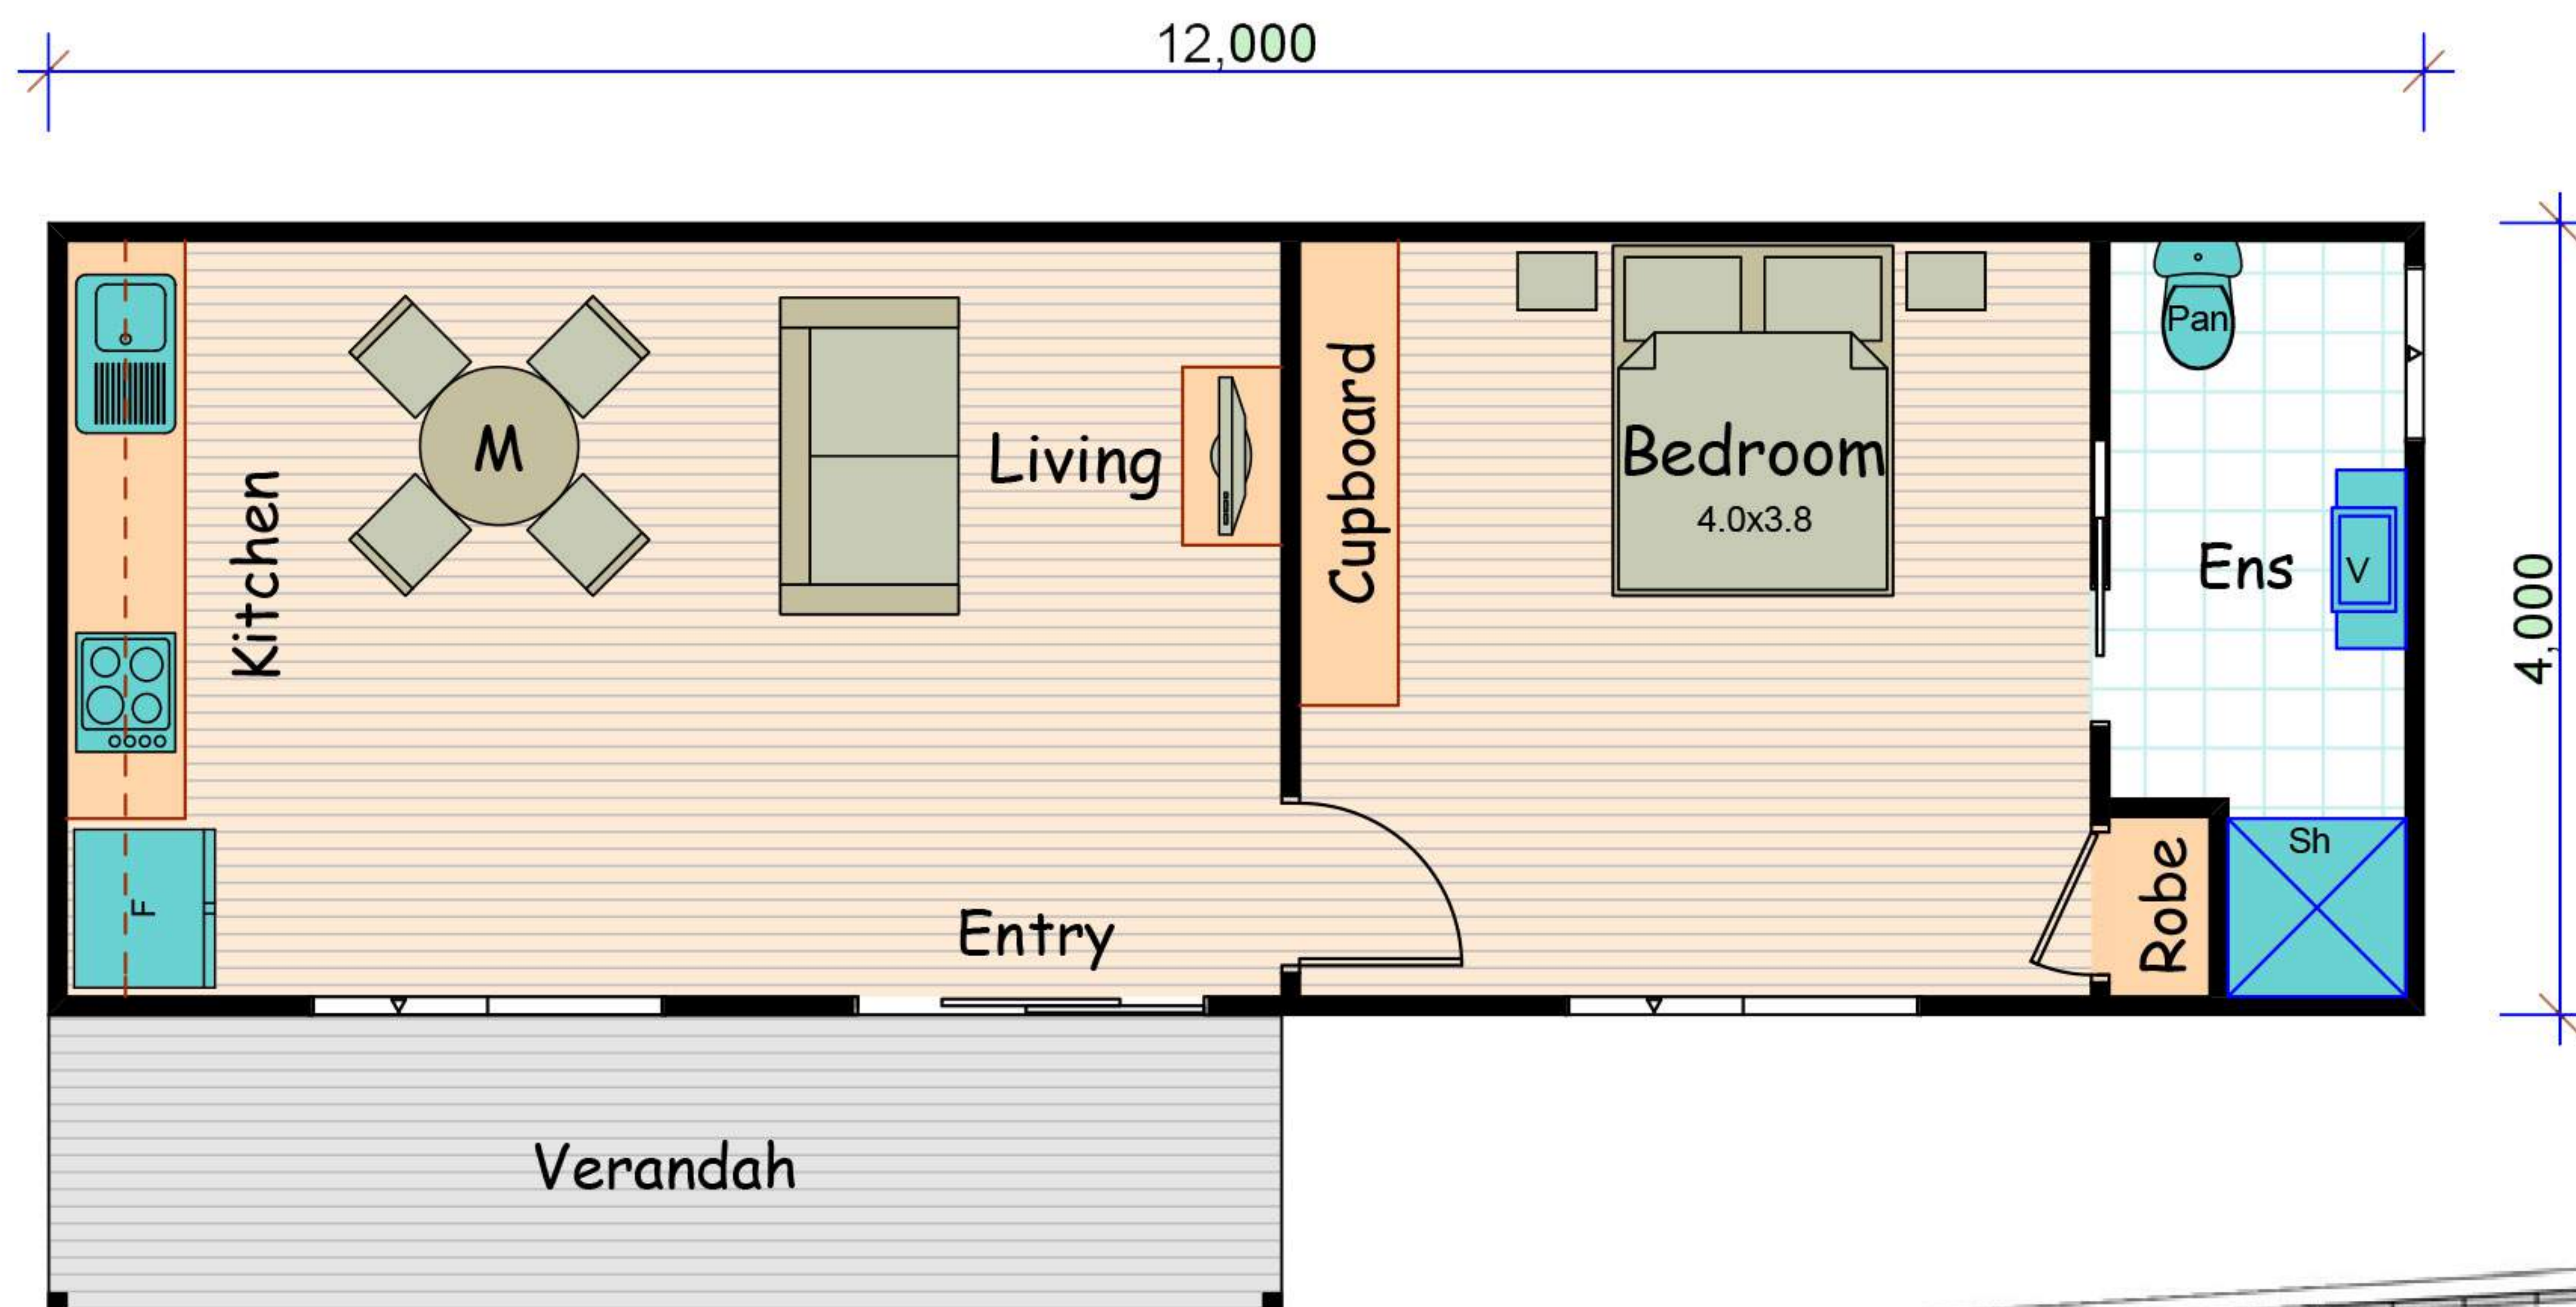 12,000
Kitchen
M
Living
Cupboard
Bedroom
4.0x3.8
Pan
Ens
V
4,000
F
Entry
Robe
Sh
Verandah